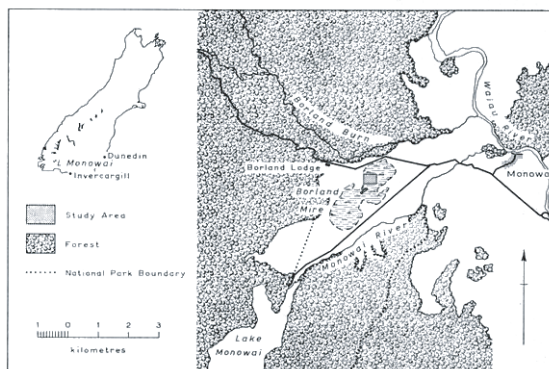 Dunedin
L Monowai
Invercargill
Study Area
Forest
National Park Boundary
1 0 1 2 3
kilometres
Borland Burn
Waiau River
Borland Lodge
Borland
Mire
Monowai
Monowai River
Lake
Monowai